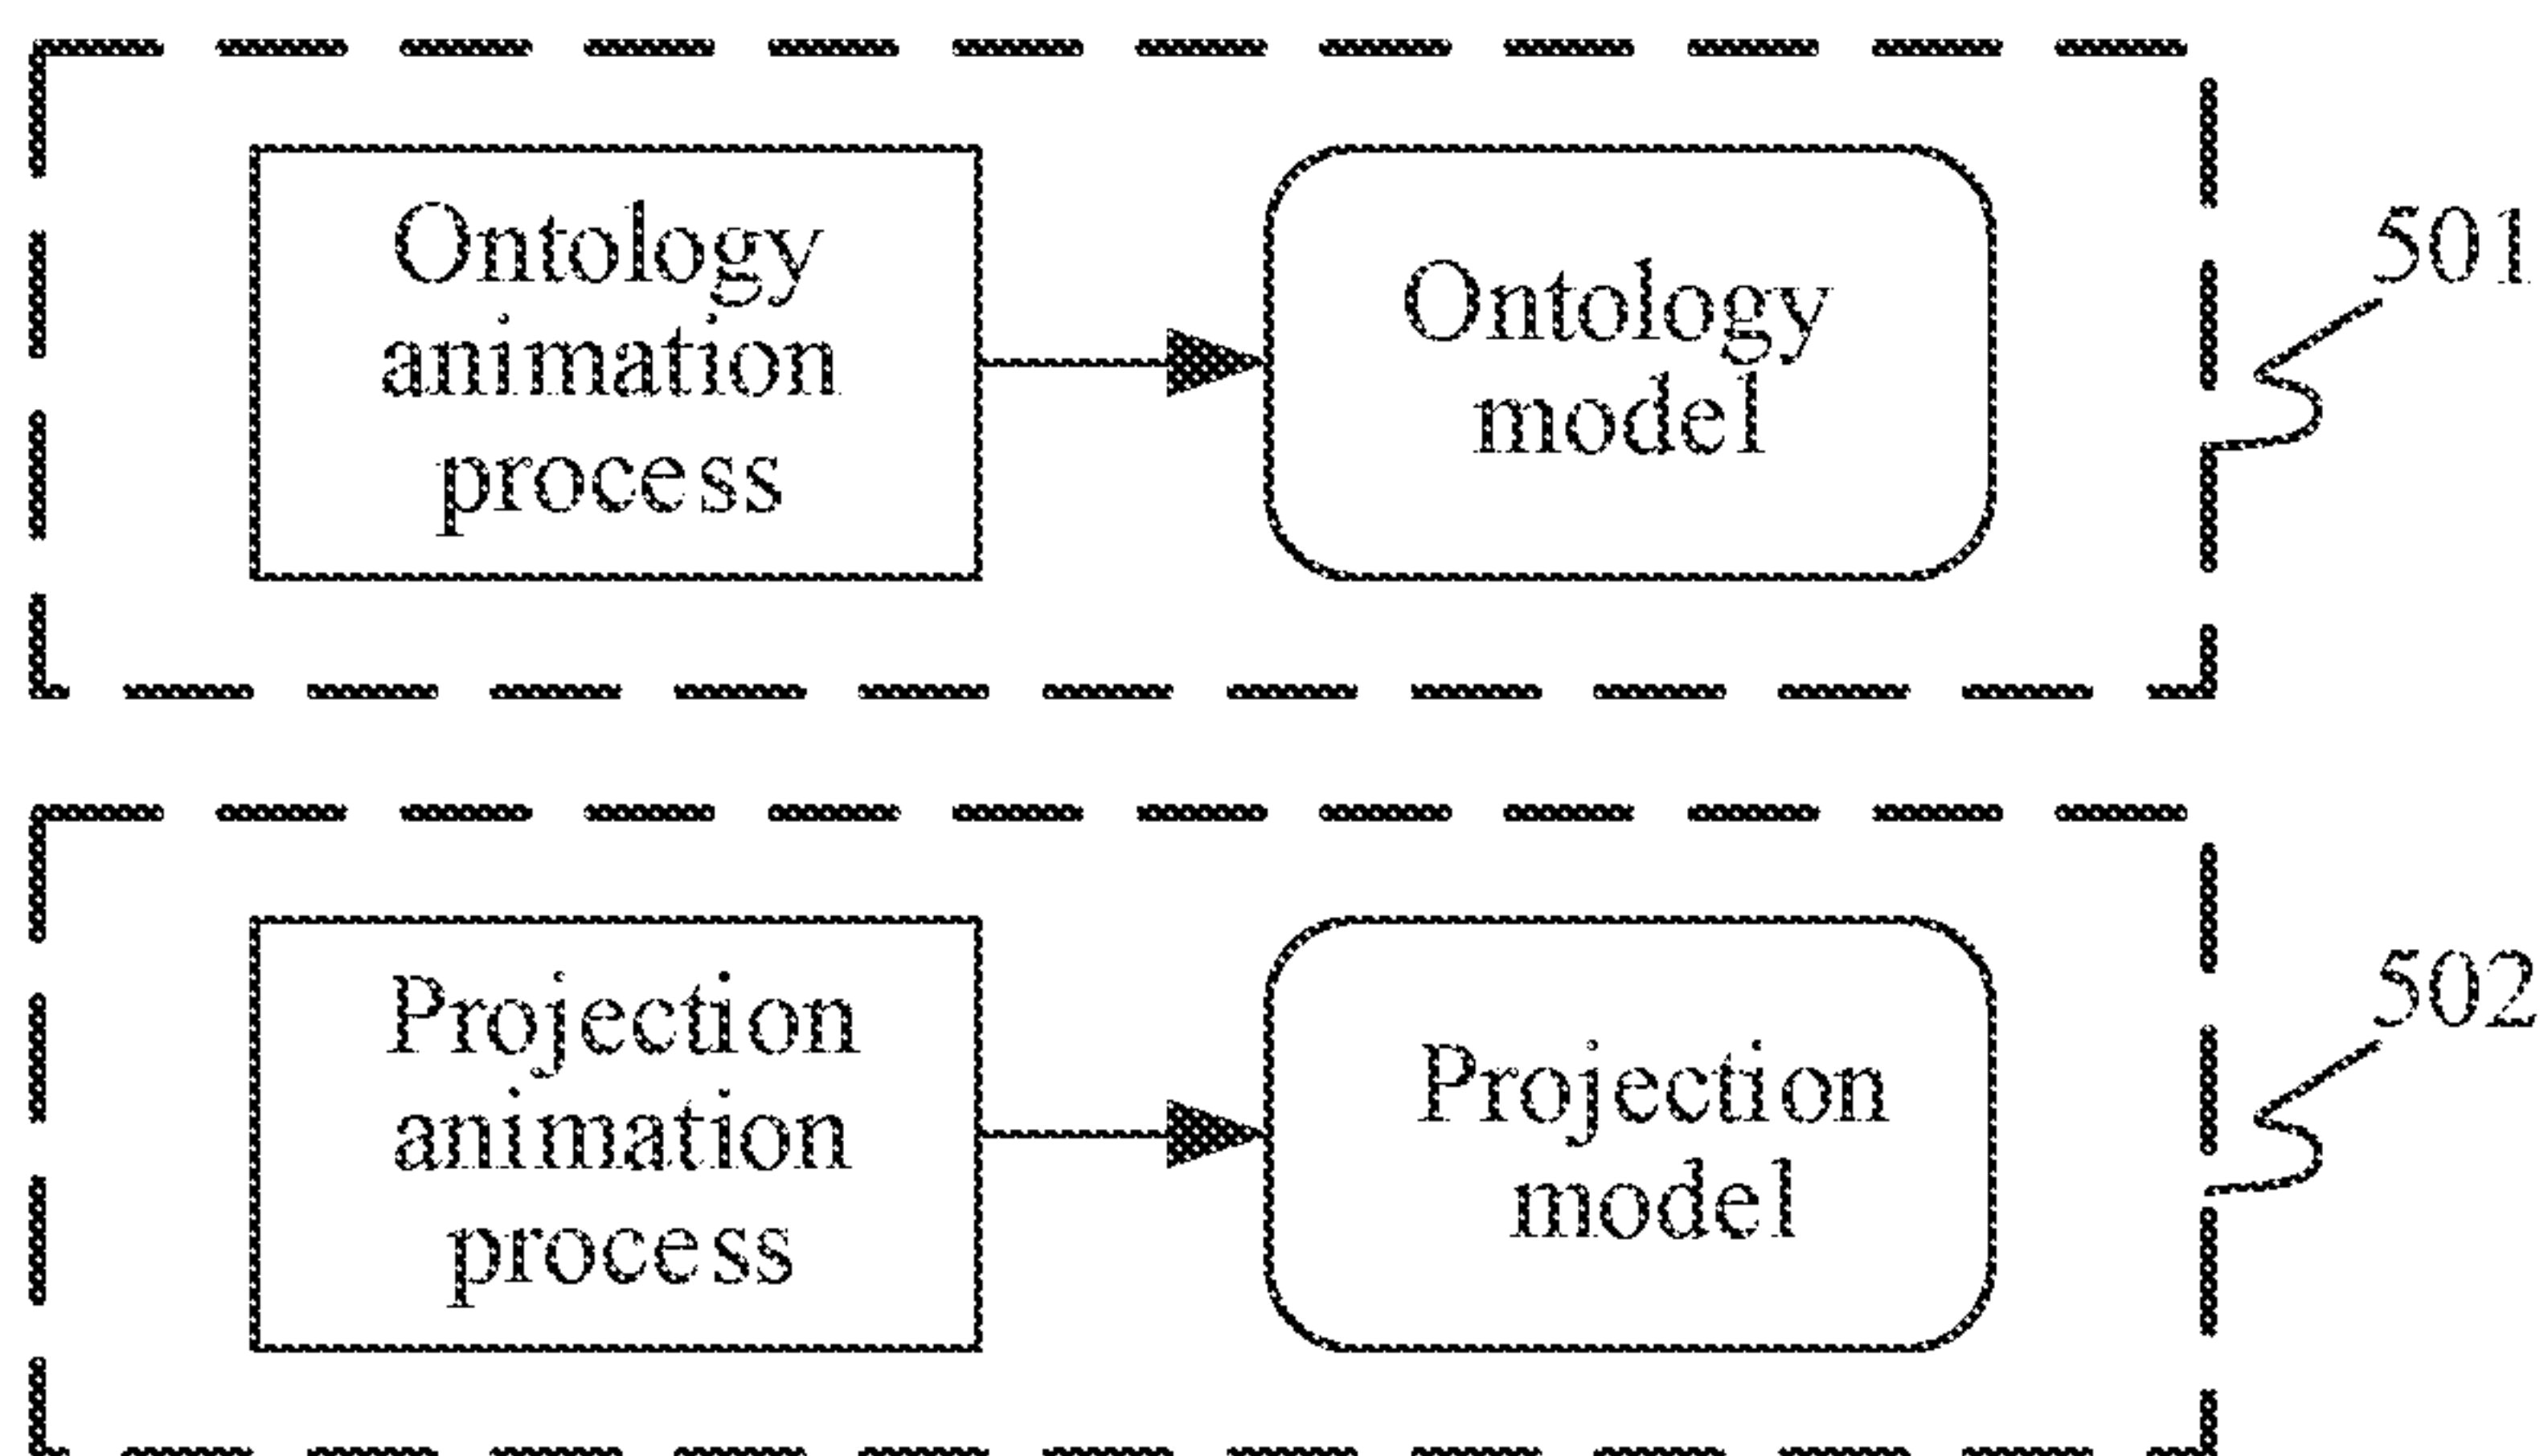 Ontology
animation
process
Ontology
model
501
Projection
animation
process
Projection
model
502